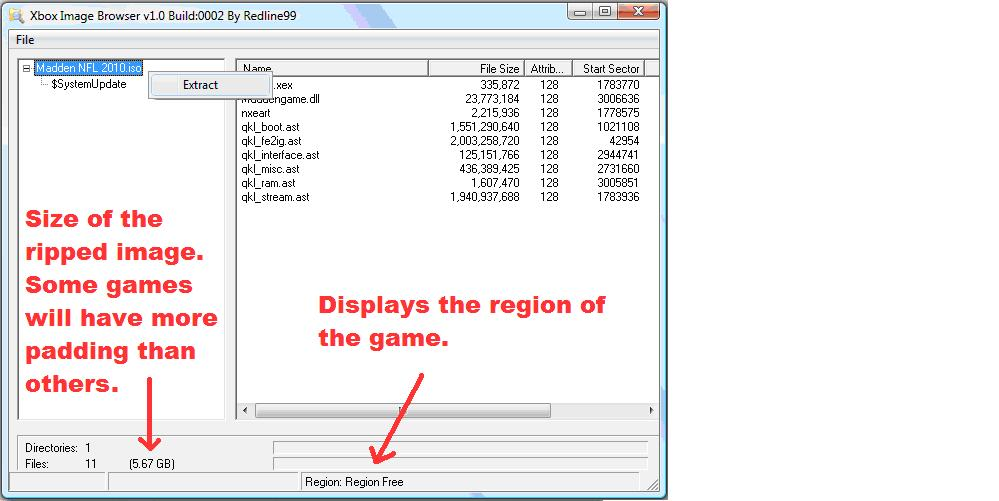 Xbox Image Browser v1.0 Build:0002 By Redline99
File
Madden NFL 2010.iso
$SystemUpdate
Extract
Name File Size Attrib... Start Sector
.xex 335,872 128 1783770
Maddengame.dll 23,773,184 128 3006636
nxeart 2,215,936 128 1778575
qkl_boot.ast 1,551,290,640 128 1021108
qkl_fe2ig.ast 2,003,258,720 128 42954
qkl_interface.ast 125,151,766 128 2944741
qkl_misc.ast 436,389,425 128 2731660
qkl_ram.ast 1,607,470 128 3005851
qkl_stream.ast 1,940,937,688 128 1783936
Size of the
ripped image.
Some games
will have more
padding than
others.
Displays the region of
the game.
Directories: 1
Files: 11 (5.67 GB)
Region: Region Free